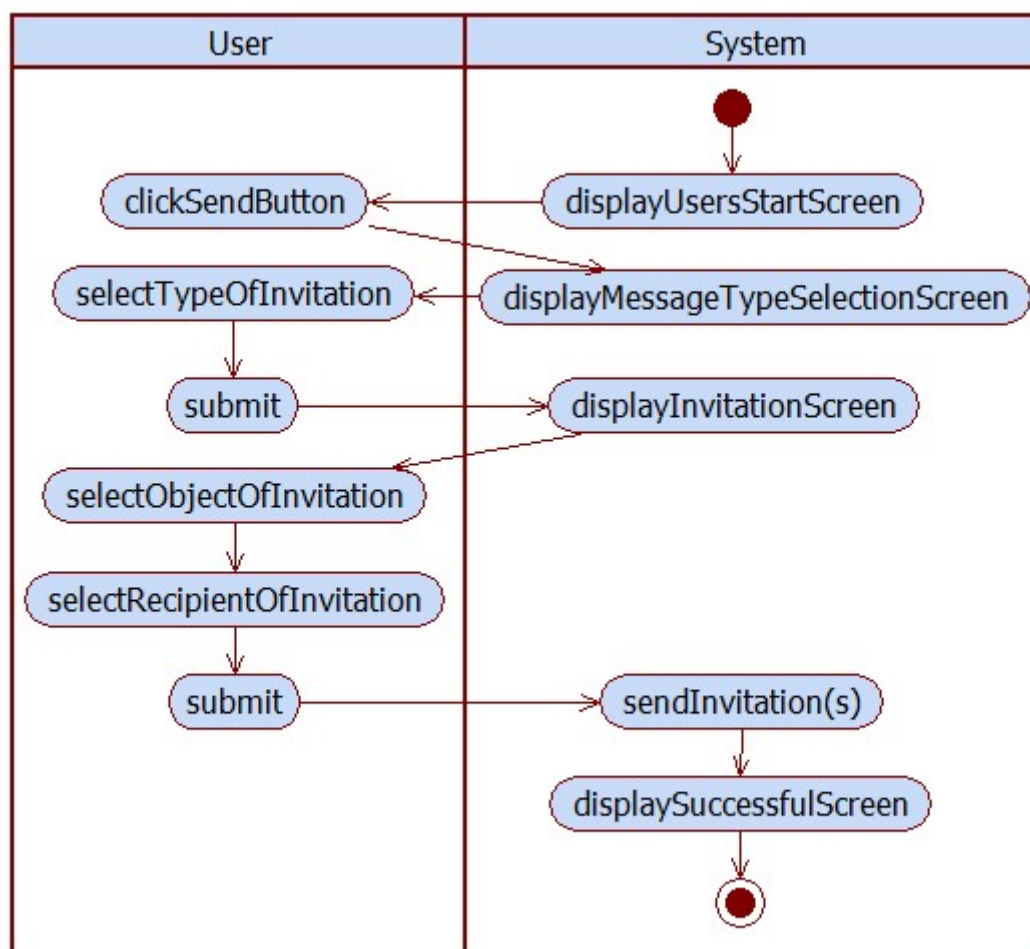 User
System
displayUsersStartScreen
clickSendButton
displayMessageTypeSelectionScreen
selectTypeOfInvitation
submit
displayInvitationScreen
selectObjectOfInvitation
selectRecipientOfInvitation
submit
sendInvitation(s)
displaySuccessfulScreen